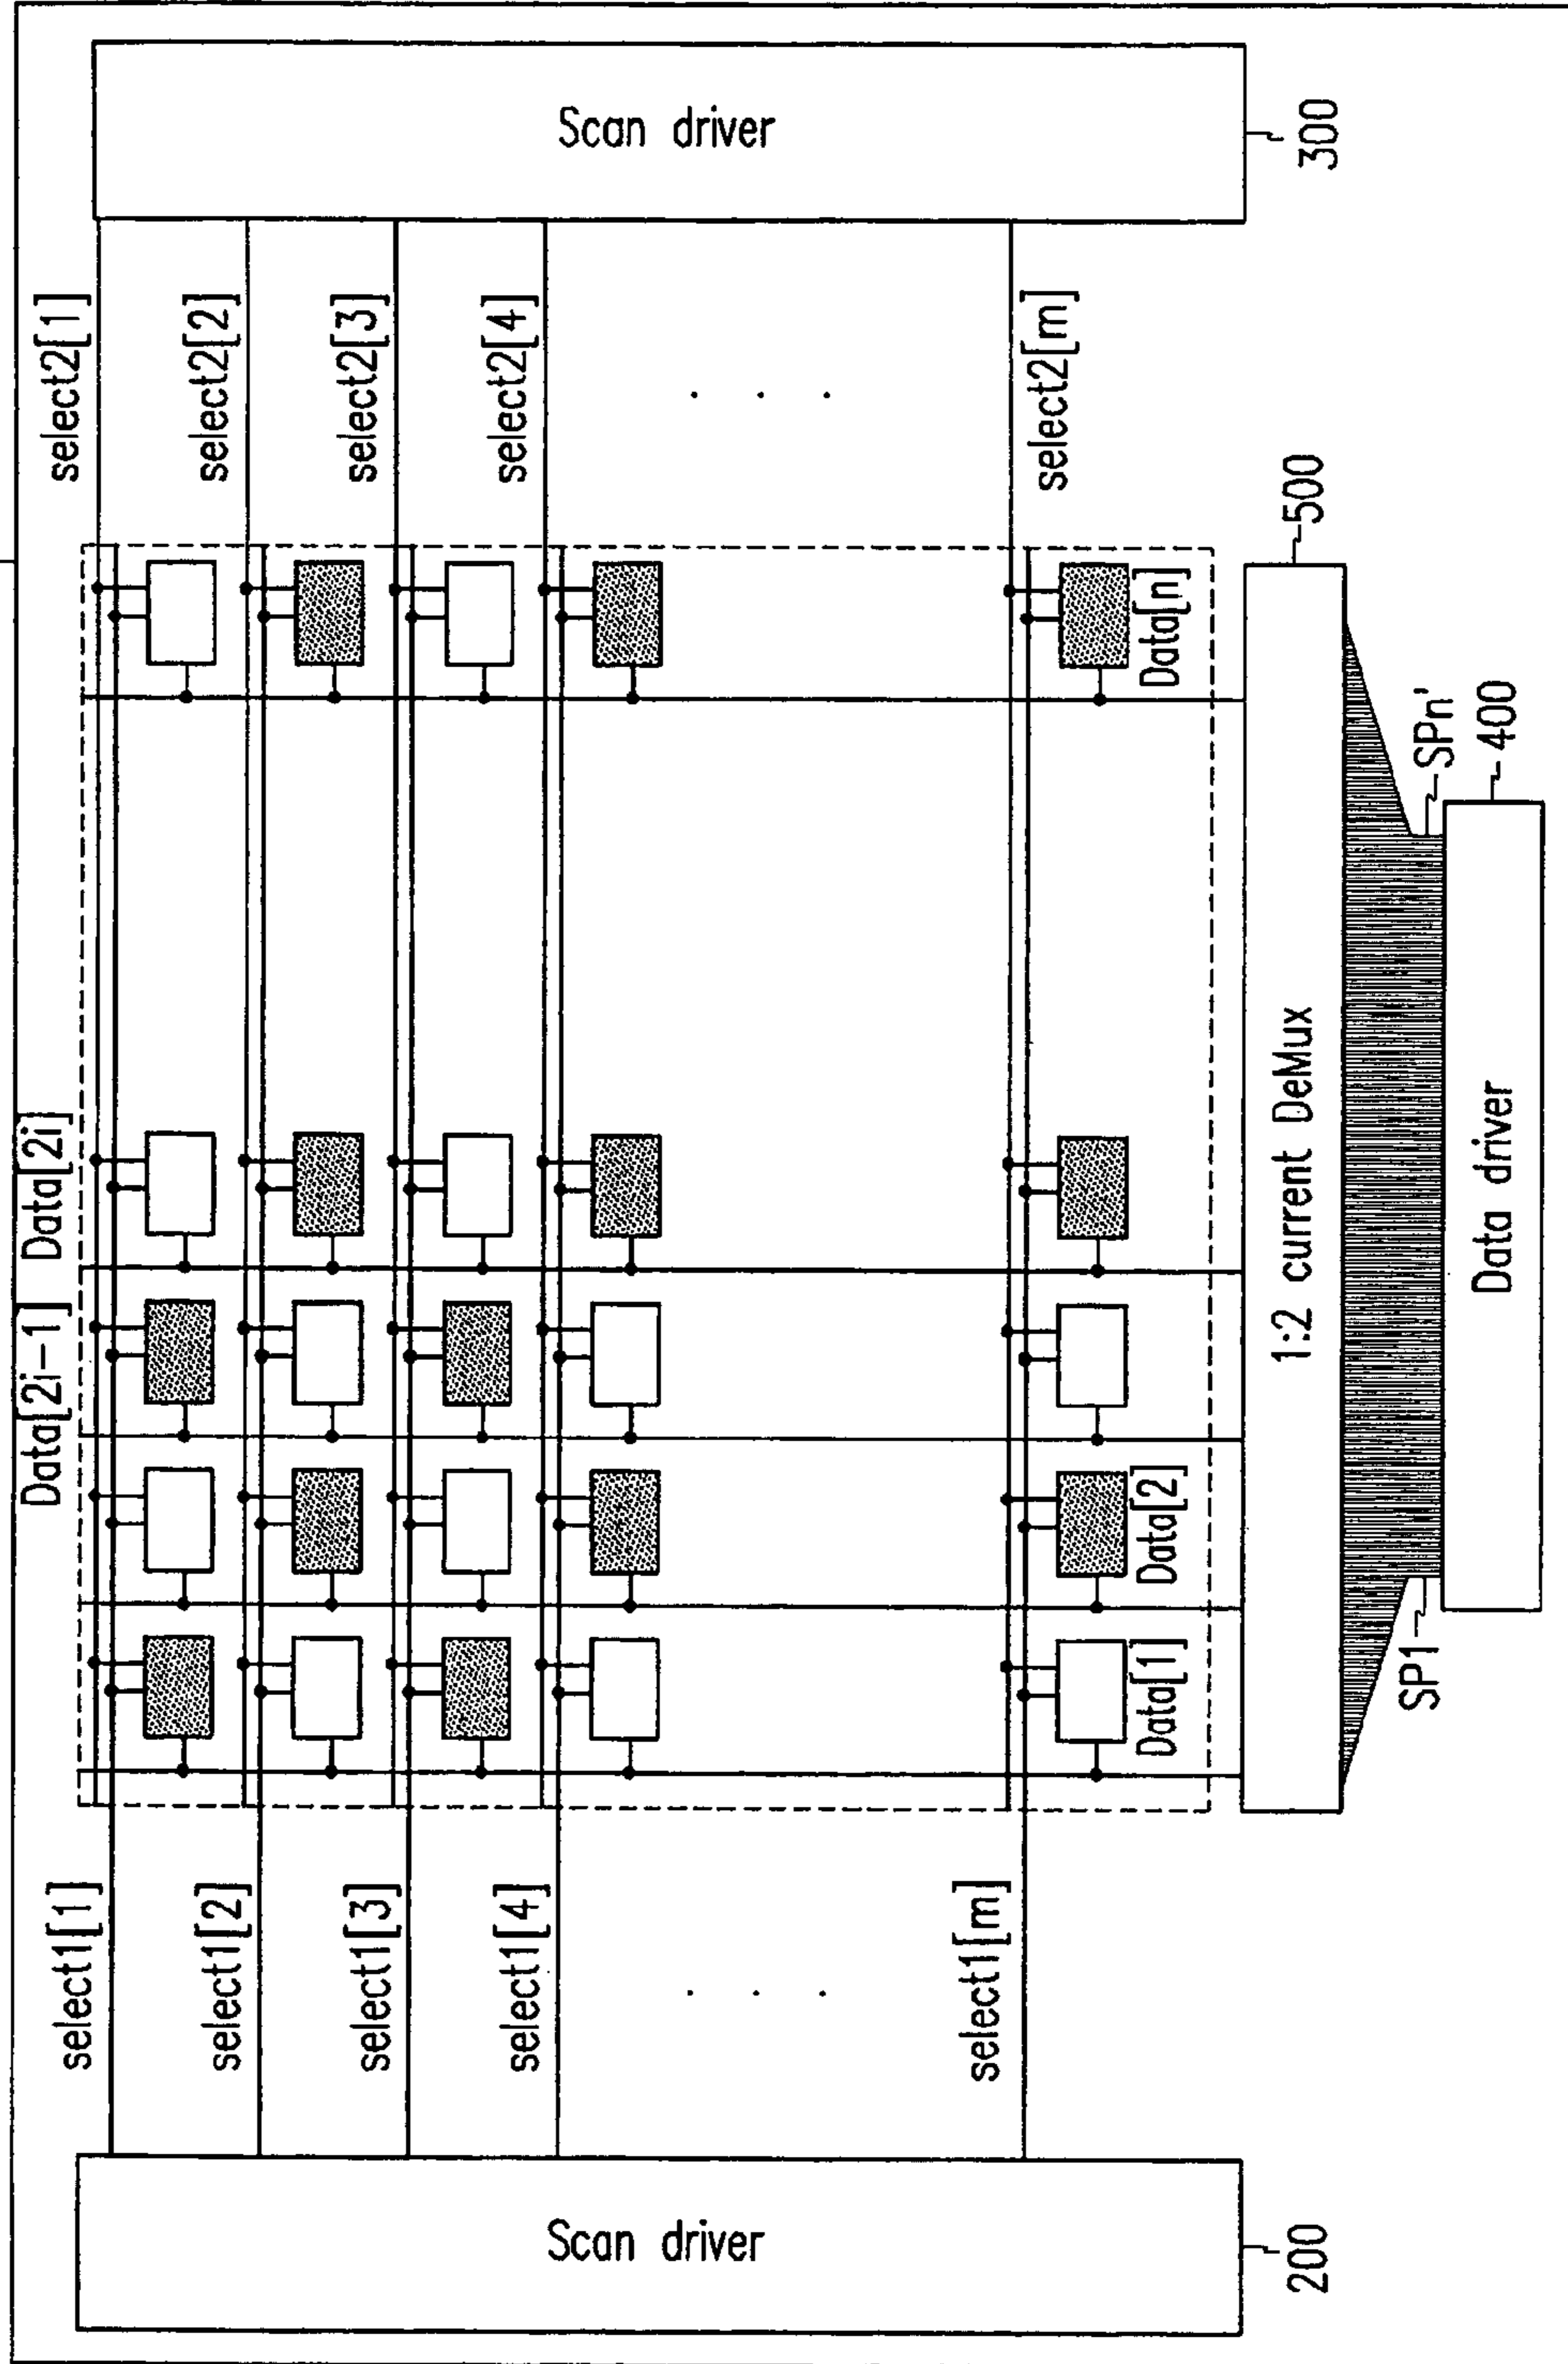 Data[2i-1] Data[2i]
select1[1]
select2[1]
select1[2]
select2[2]
select1[3]
select2[3]
select1[4]
select2[4]
. . .
. . .
select1[m]
select2[m]
Scan driver
Scan driver
Data[1]
Data[2]
Data[n]
200
300
1:2 current DeMux
500
SP1
SPn'
Data driver
400